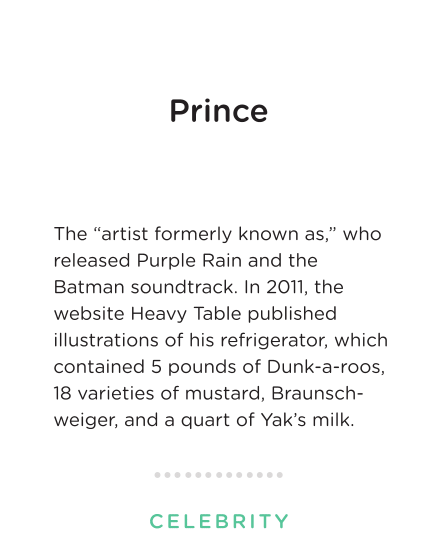 Prince
The “artist formerly known as,” who
released Purple Rain and the
Batman soundtrack. In 2011, the
website Heavy Table published
illustrations of his refrigerator, which
contained 5 pounds of Dunk-a-roos,
18 varieties of mustard, Braunsch-
weiger, and a quart of Yak’s milk.
CELEBRITY